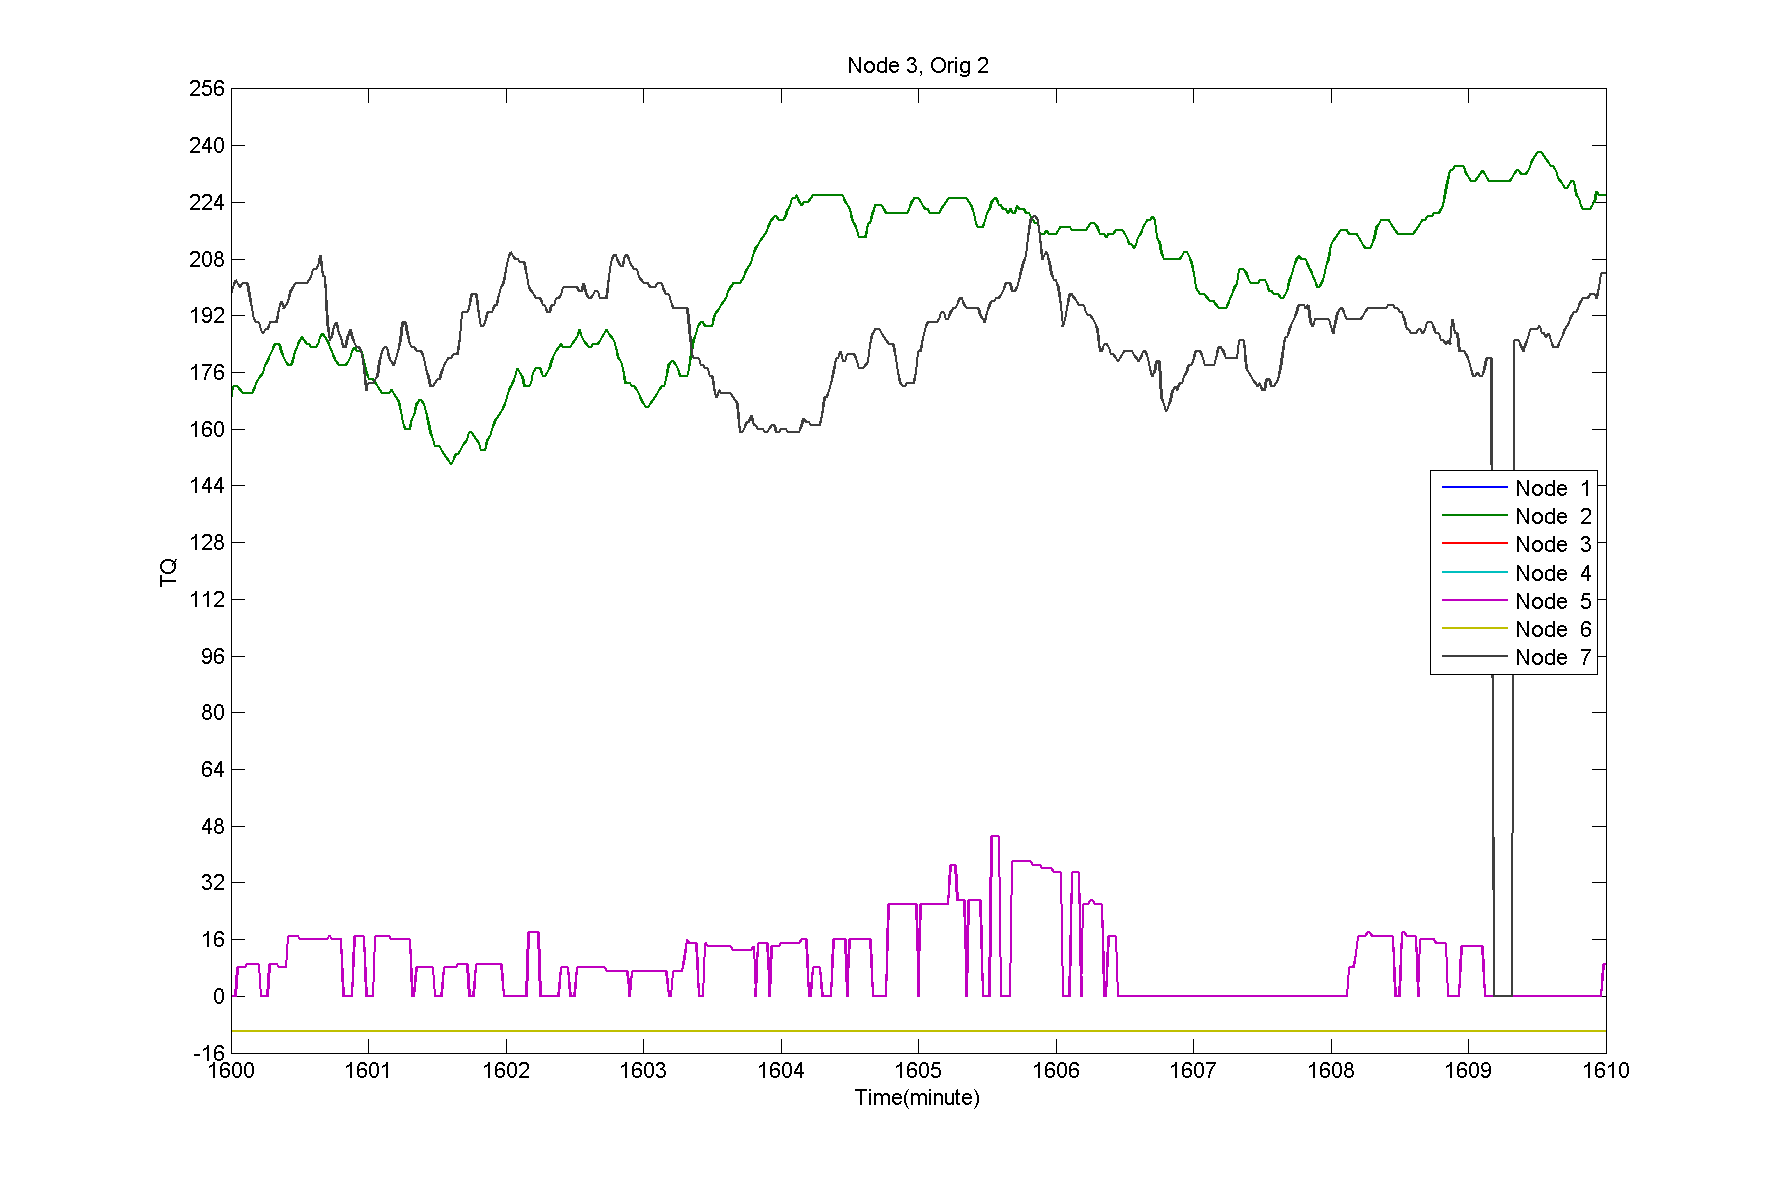 Node 3, Orig 2
256
240
224
208
192
176
160
144
128
112
96
80
64
48
32
16
0
-16
TQ
Node 1
Node 2
Node 3
Node 4
Node 5
Node 6
Node 7
1600 1601 1602 1603 1604 1605 1606 1607 1608 1609 1610
Time(minute)